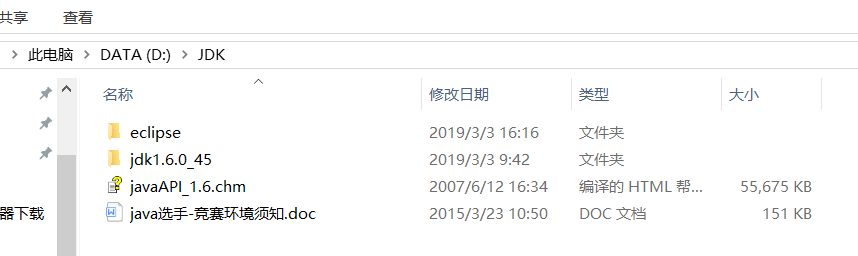 共享 查看
此电脑 DATA (D:) JDK
名称 修改日期 类型 大小
eclipse 2019/3/3 16:16 文件夹
jdk1.6.0_45 2019/3/3 9:42 文件夹
javaAPI_1.6.chm 2007/6/12 16:34 编译的 HTML 帮... 55,675 KB
器下载 java选手-竞赛环境须知.doc 2015/3/23 10:50 DOC 文档 151 KB